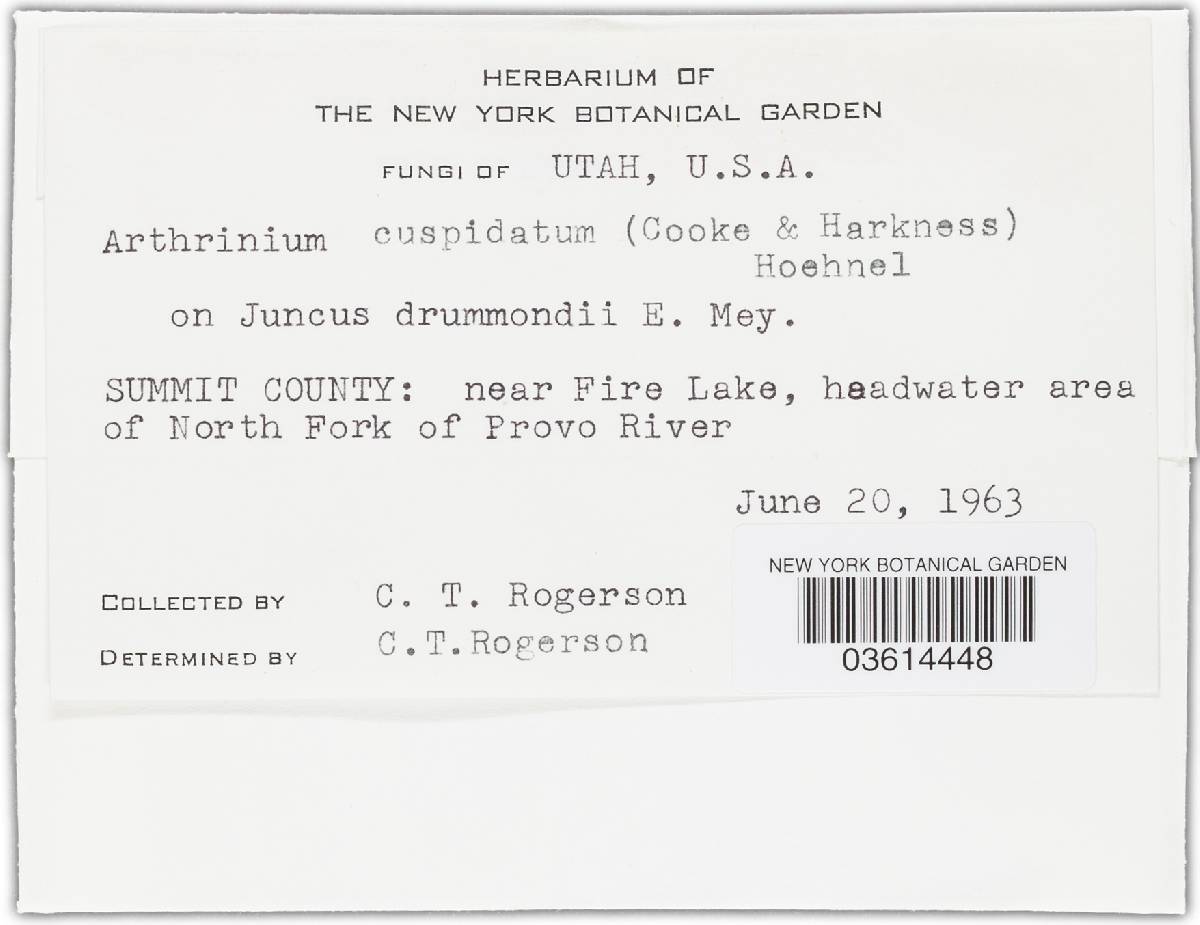 HERBARIUM OF
THE NEW YORK BOTANICAL GARDEN
FUNGI OF UTAH, U.S.A.
Arthrinium cuspidatum (Cooke & Harkness)
Hoehnel
on Juncus drummondii E. Mey.
SUMMIT COUNTY: near Fire Lake, headwater area
of North Fork of Provo River
June 20, 1963
NEW YORK BOTANICAL GARDEN
03614448
COLLECTED BY C. T. Rogerson
DETERMINED BY C.T.Rogerson